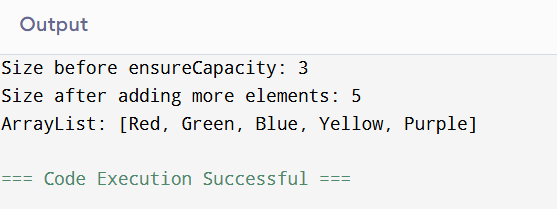 Output
Size before ensureCapacity: 3
Size after adding more elements: 5
ArrayList: [Red, Green, Blue, Yellow, Purple]
=== Code Execution Successful ===